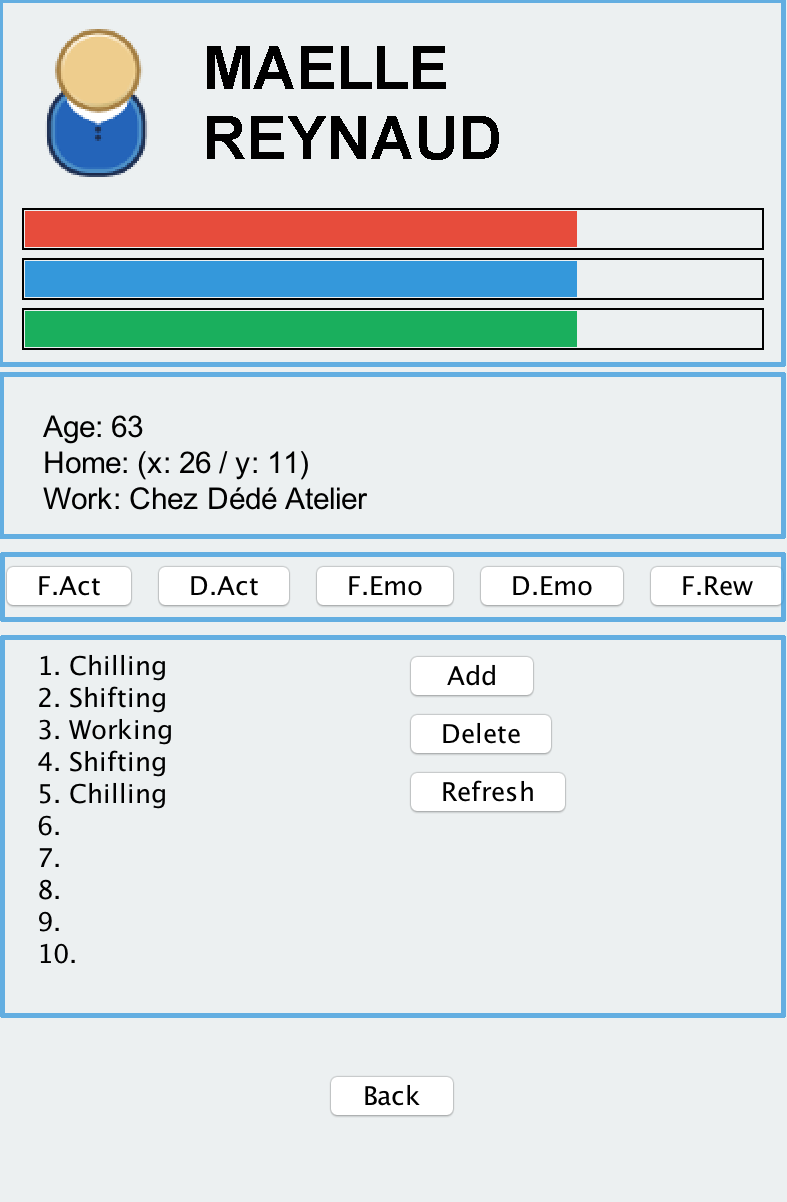 MAELLE
REYNAUD
Age: 63
Home: (x: 26 / y: 11)
Work: Chez Dédé Atelier
F.Act D.Act F.Emo D.Emo F.Rew
1. Chilling
2. Shifting
3. Working
4. Shifting
5. Chilling
6.
7.
8.
9.
10.
Add
Delete
Refresh
Back